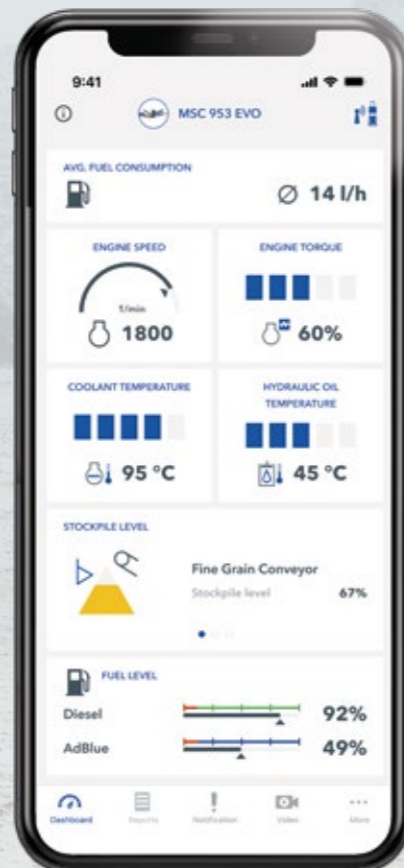 9:41
MSC 953 EVO
AVG. FUEL CONSUMPTION
Ø 14 l/h
ENGINE SPEED
1/min
1800
ENGINE TORQUE
60%
COOLANT TEMPERATURE
95 °C
HYDRAULIC OIL
TEMPERATURE
45 °C
STOCKPILE LEVEL
Fine Grain Conveyor
Stockpile level 67%
FUEL LEVEL
Diesel 92%
AdBlue 49%
Dashboard Reports Notification Video More